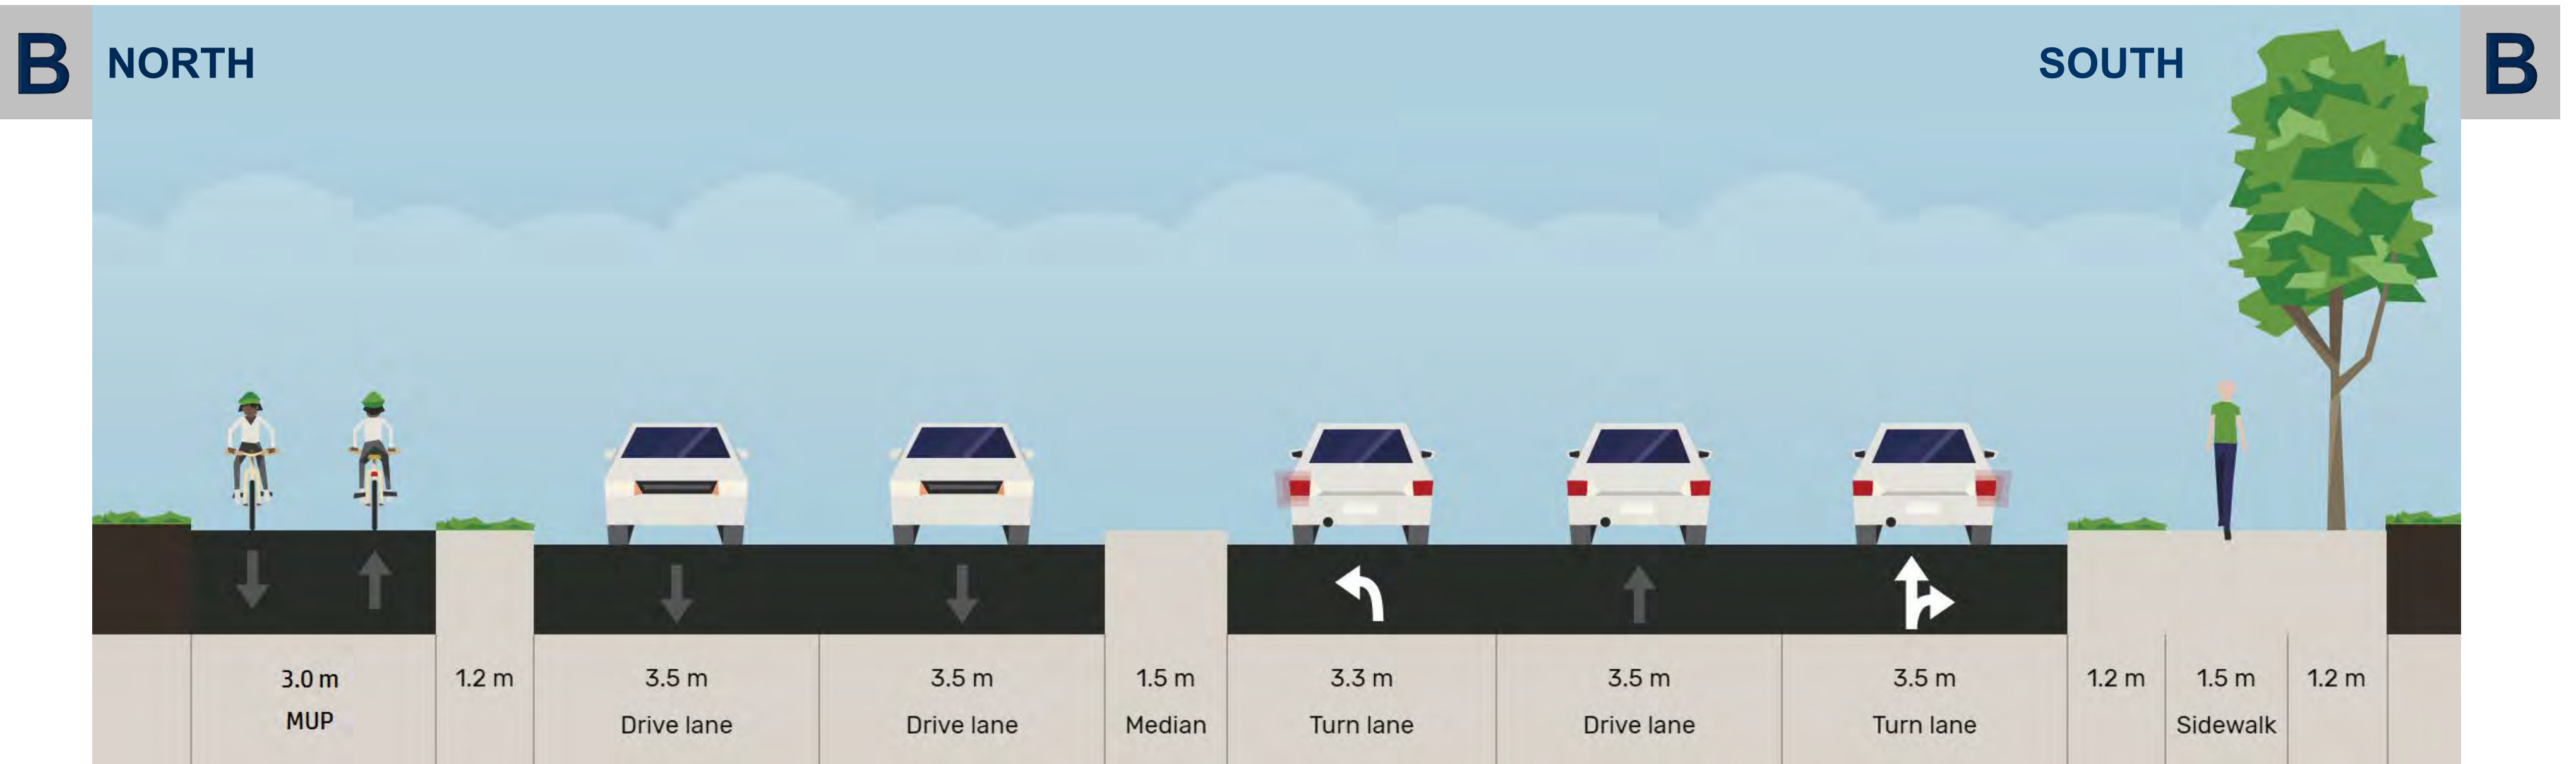 B NORTH SOUTH B
3.0 m 1.2 m 3.5 m 3.5 m 1.5 m 3.3 m 3.5 m 3.5 m 1.2 m 1.5 m 1.2 m
MUP Drive lane Drive lane Median Turn lane Drive lane Turn lane Sidewalk